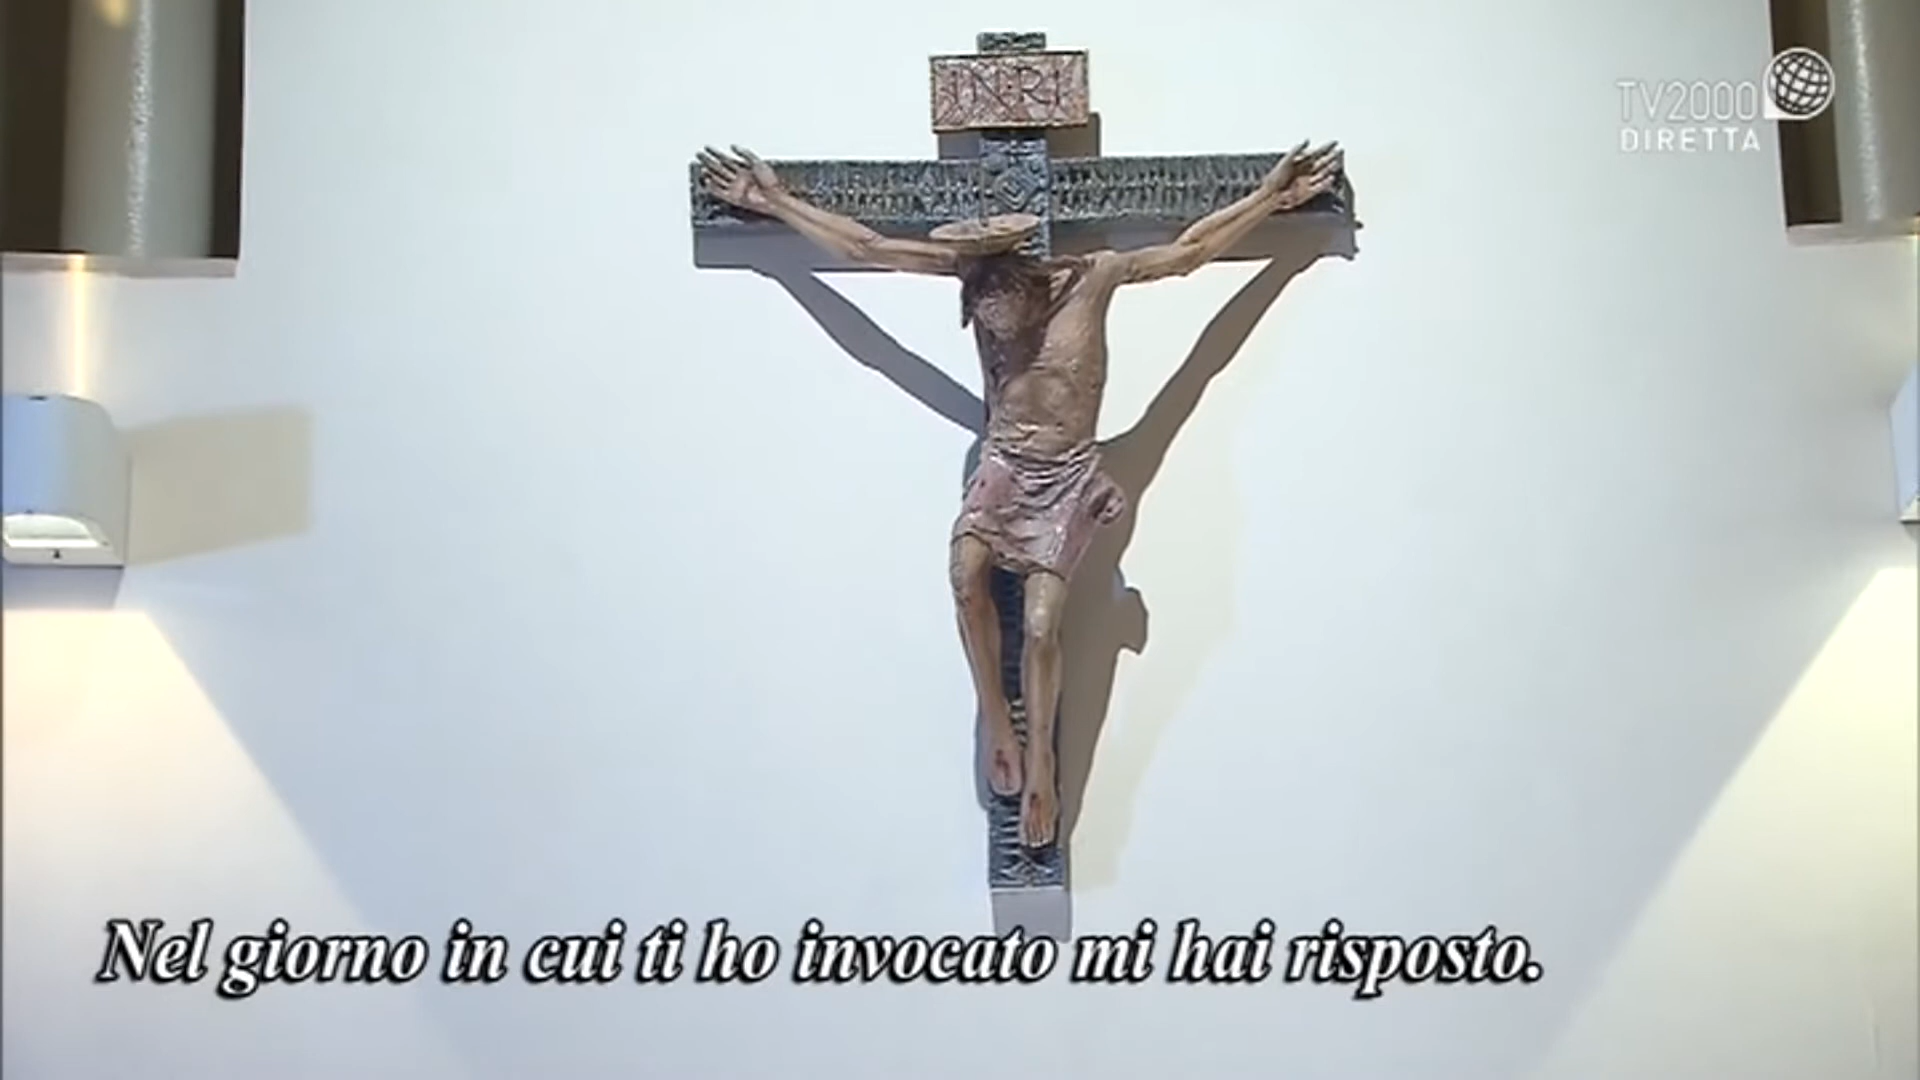 INRI
TV2000
DIRETTA
Nel giorno in cui ti ho invocato mi hai risposto.